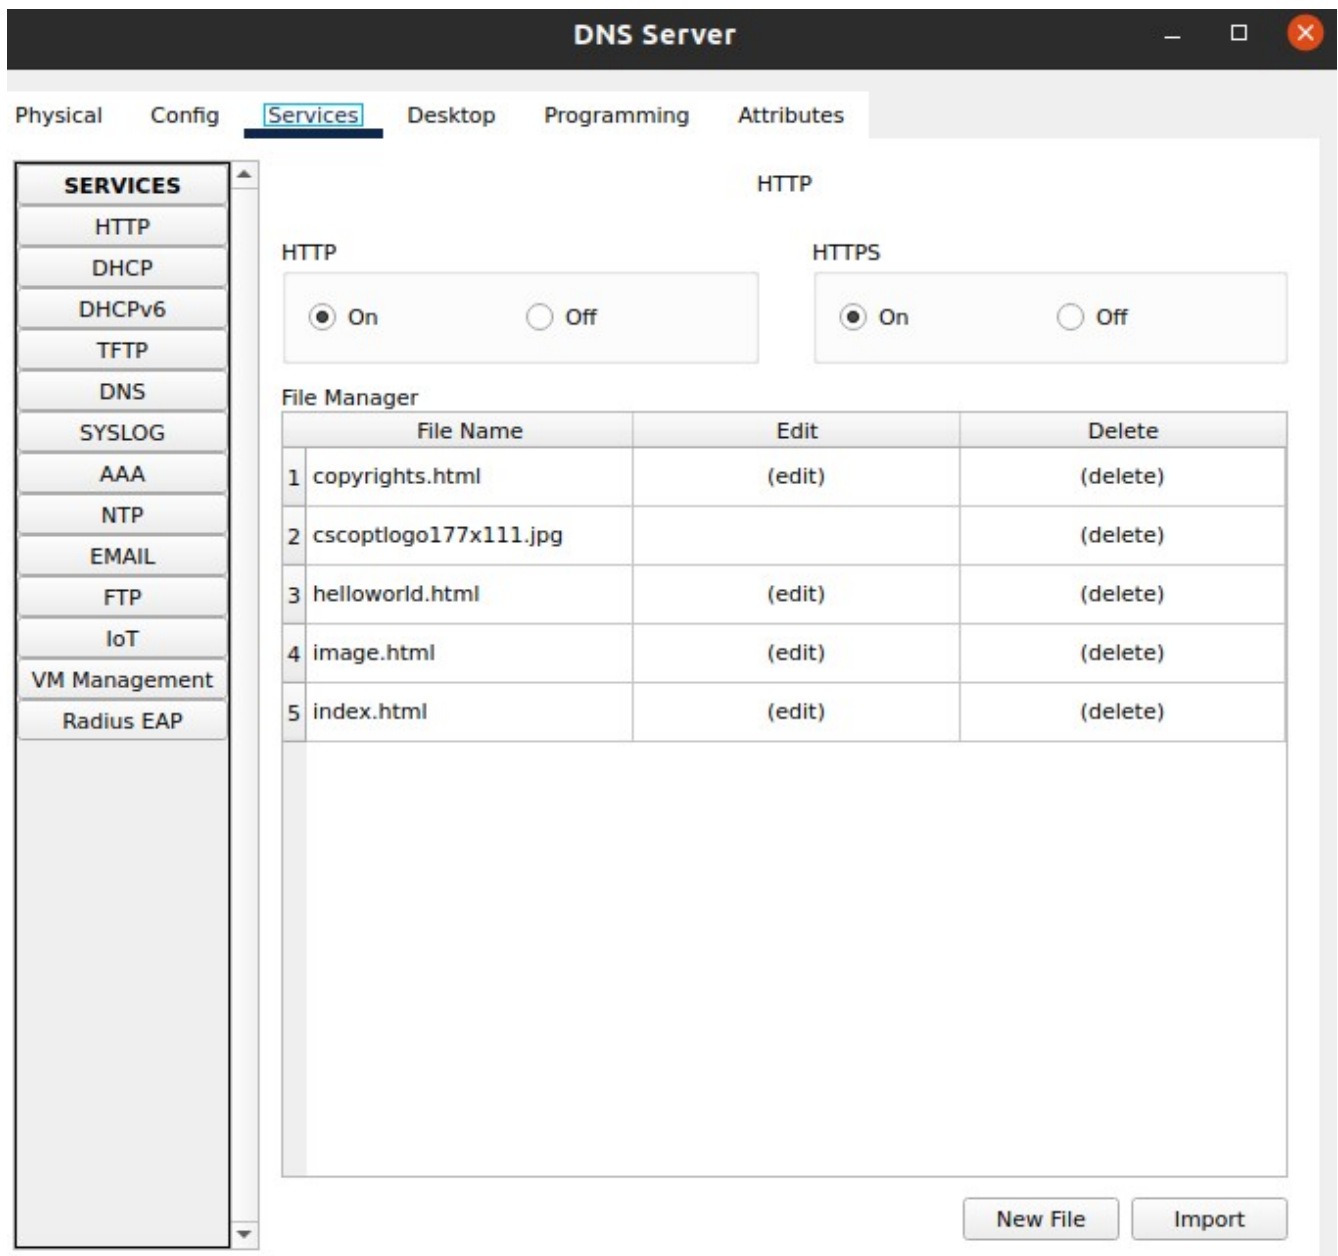 DNS Server
Physical Config Services Desktop Programming Attributes
SERVICES
HTTP
DHCP
DHCPv6
TFTP
DNS
SYSLOG
AAA
NTP
EMAIL
FTP
IoT
VM Management
Radius EAP
HTTP
HTTP HTTPS
On Off On Off
File Manager
File Name Edit Delete
1 copyrights.html (edit) (delete)
2 cscoptlogo177x111.jpg (delete)
3 helloworld.html (edit) (delete)
4 image.html (edit) (delete)
5 index.html (edit) (delete)
New File Import